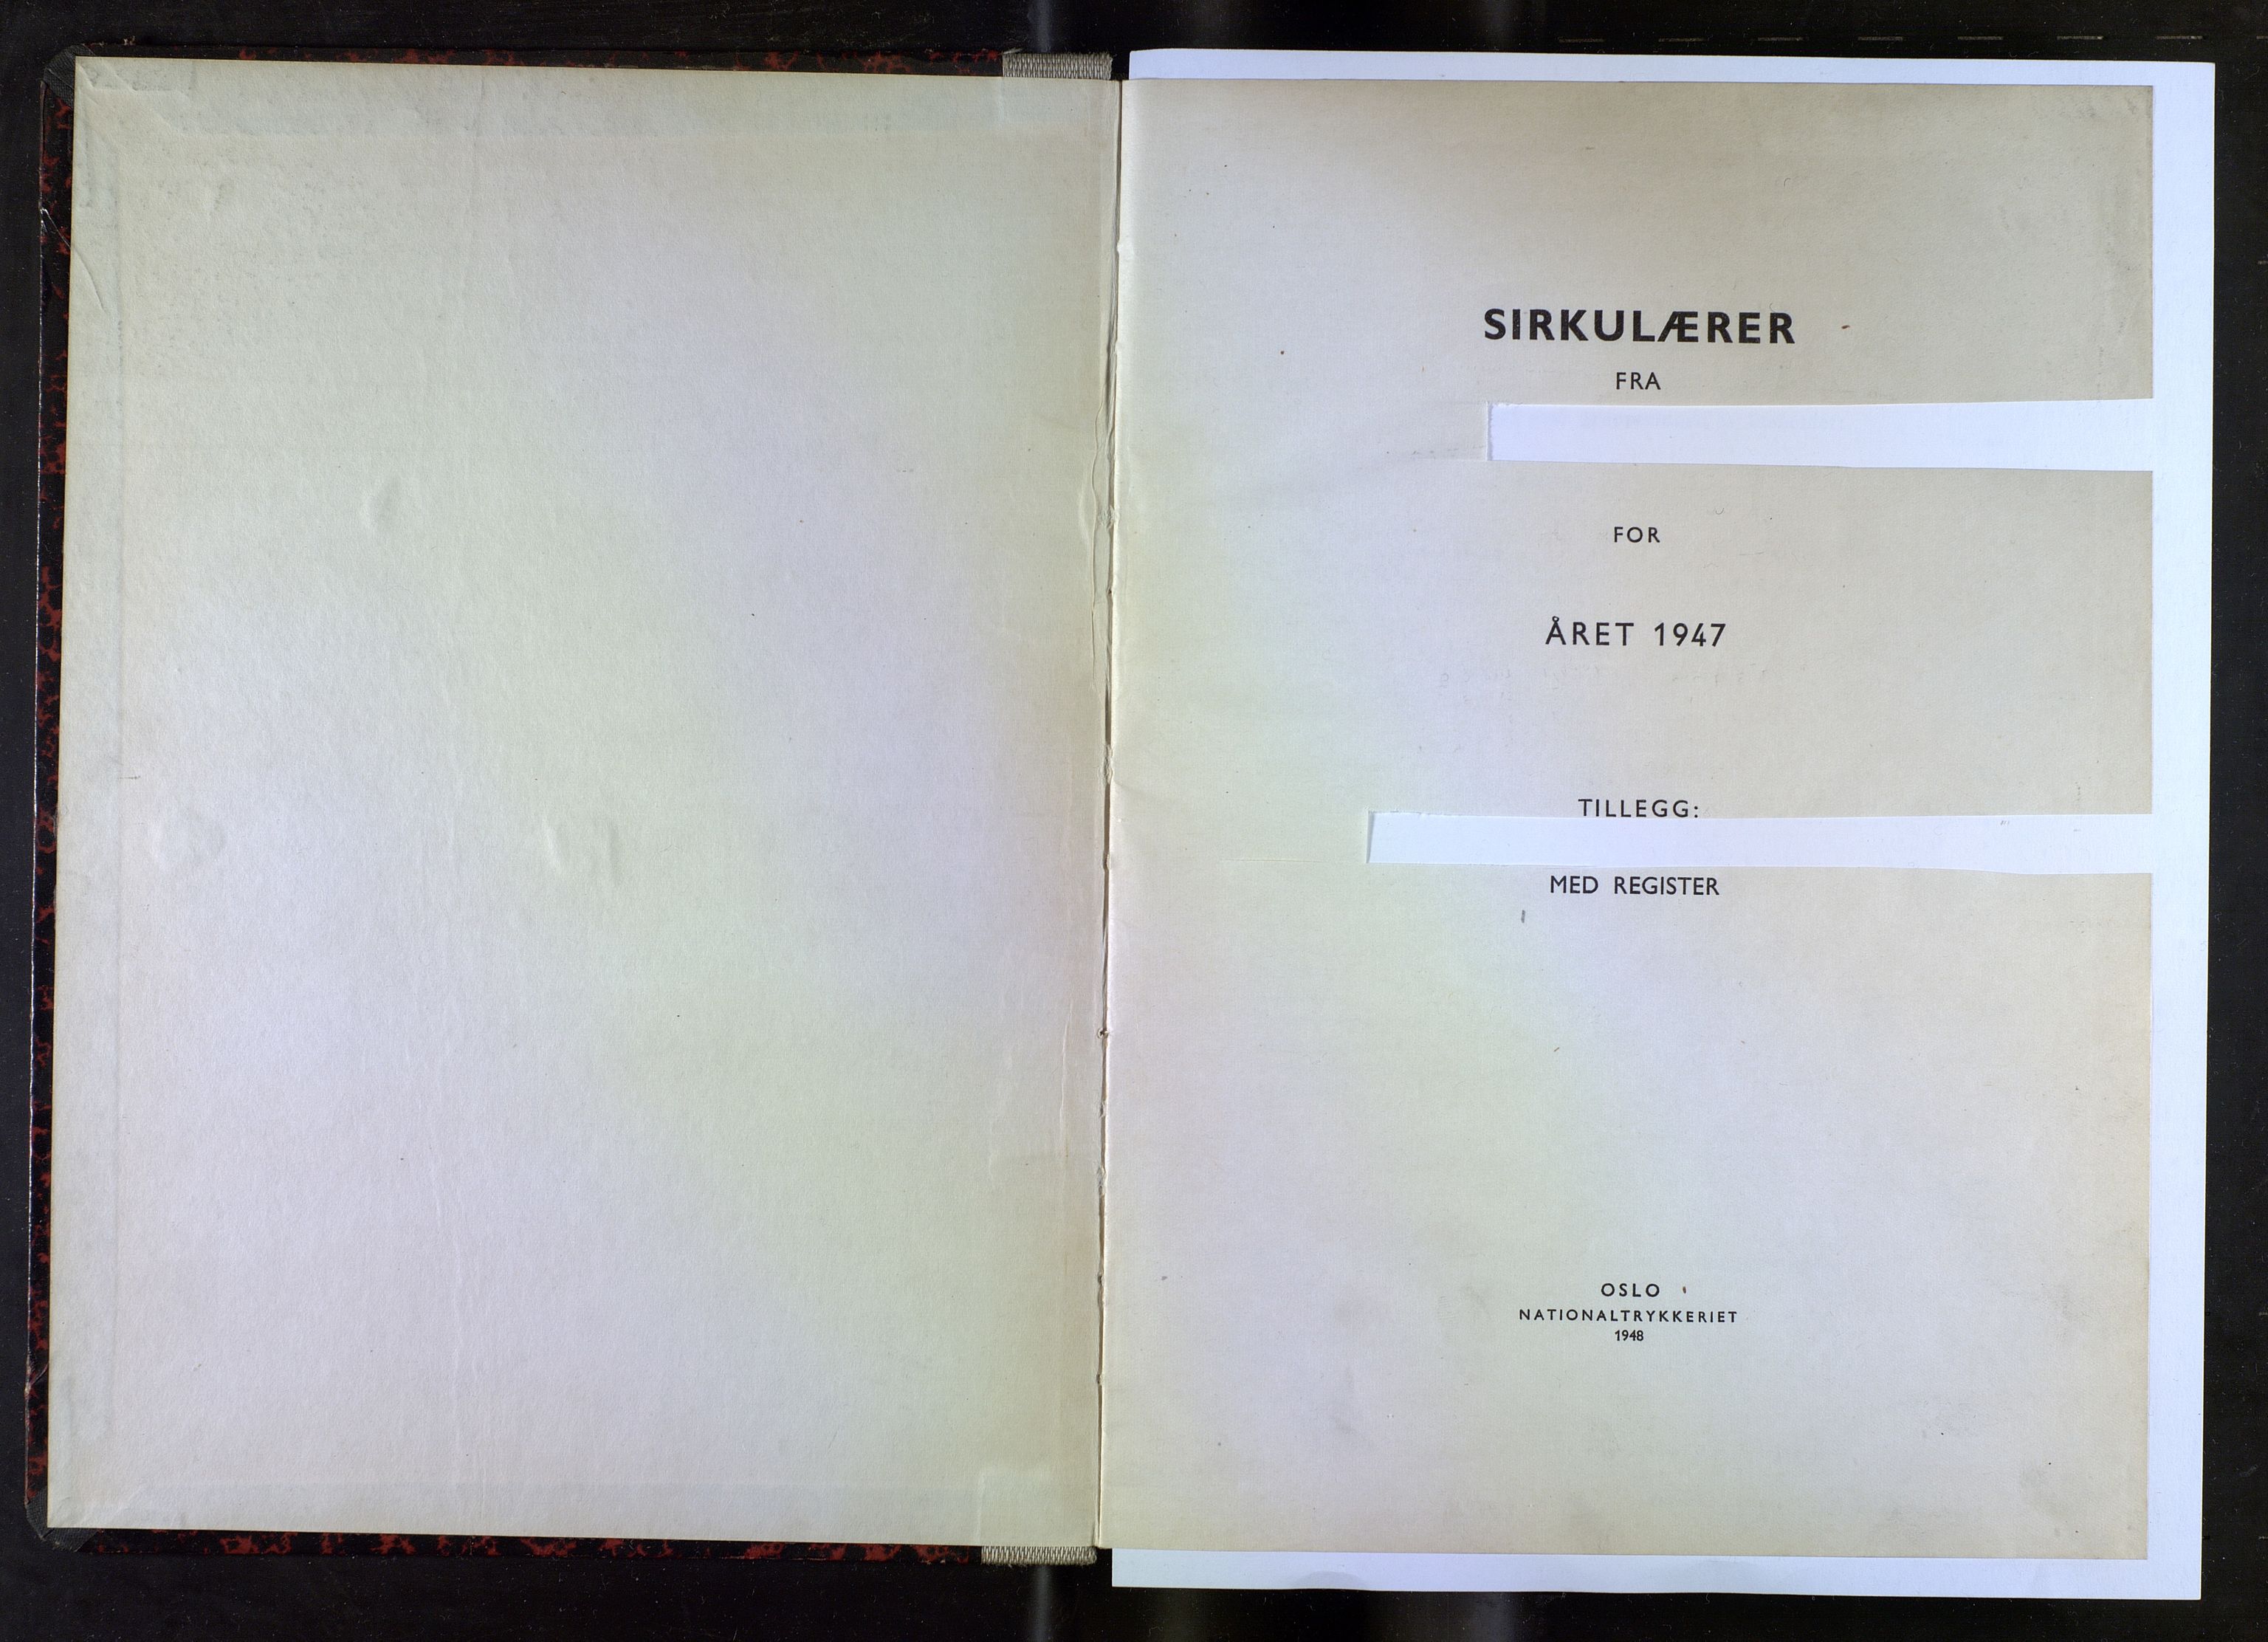 SIRKULÆRER
FRA
FOR
ÅRET 1947
TILLEGG:
MED REGISTER
OSLO
NATIONALTRYKKERIET
1948